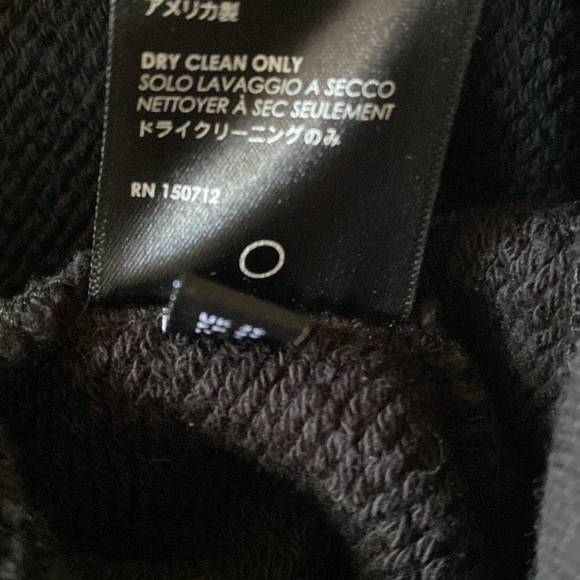 アメリカ製
DRY CLEAN ONLY
SOLO LAVAGGIO A SECCO
NETTOYER À SEC SEULEMENT
ドライクリーニングのみ
RN 150712